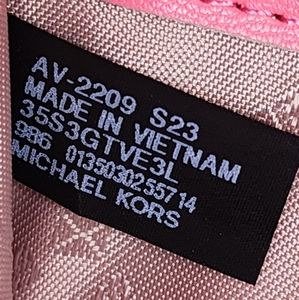 AV-2209 S23
MADE IN VIETNAM
35S3GTVE3L
986 0135030255714
MICHAEL KORS